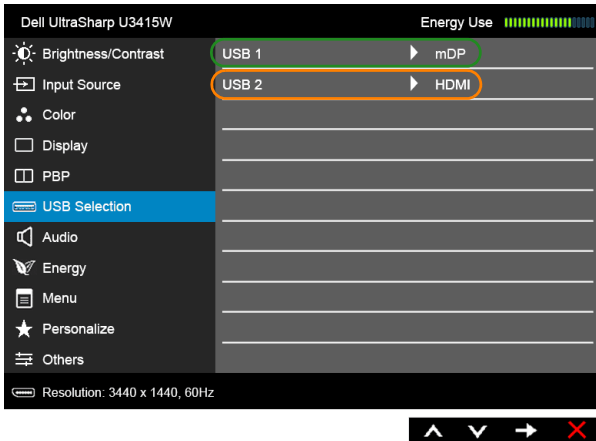 Dell UltraSharp U3415W Energy Use
Brightness/Contrast USB 1 mDP
Input Source USB 2 HDMI
Color
Display
PBP
USB Selection
Audio
Energy
Menu
Personalize
Others
Resolution: 3440 x 1440, 60Hz